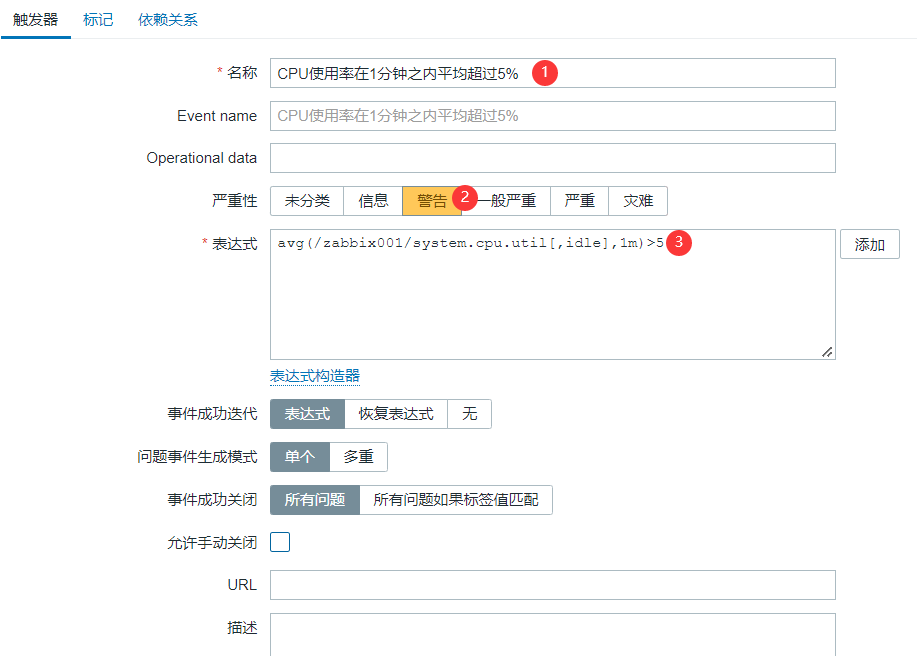 触发器 标记 依赖关系
* 名称 CPU使用率在1分钟之内平均超过5% 1
Event name CPU使用率在1分钟之内平均超过5%
Operational data
严重性 未分类 信息 警告 2 一般严重 严重 灾难
* 表达式 avg(/zabbix001/system.cpu.util[,idle],1m)>5 3 添加
表达式构造器
事件成功迭代 表达式 恢复表达式 无
问题事件生成模式 单个 多重
事件成功关闭 所有问题 所有问题如果标签值匹配
允许手动关闭
URL
描述